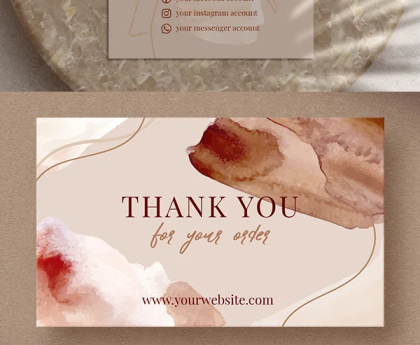 your instagram account
your messenger account
THANK YOU
for your order
www.yourwebsite.com